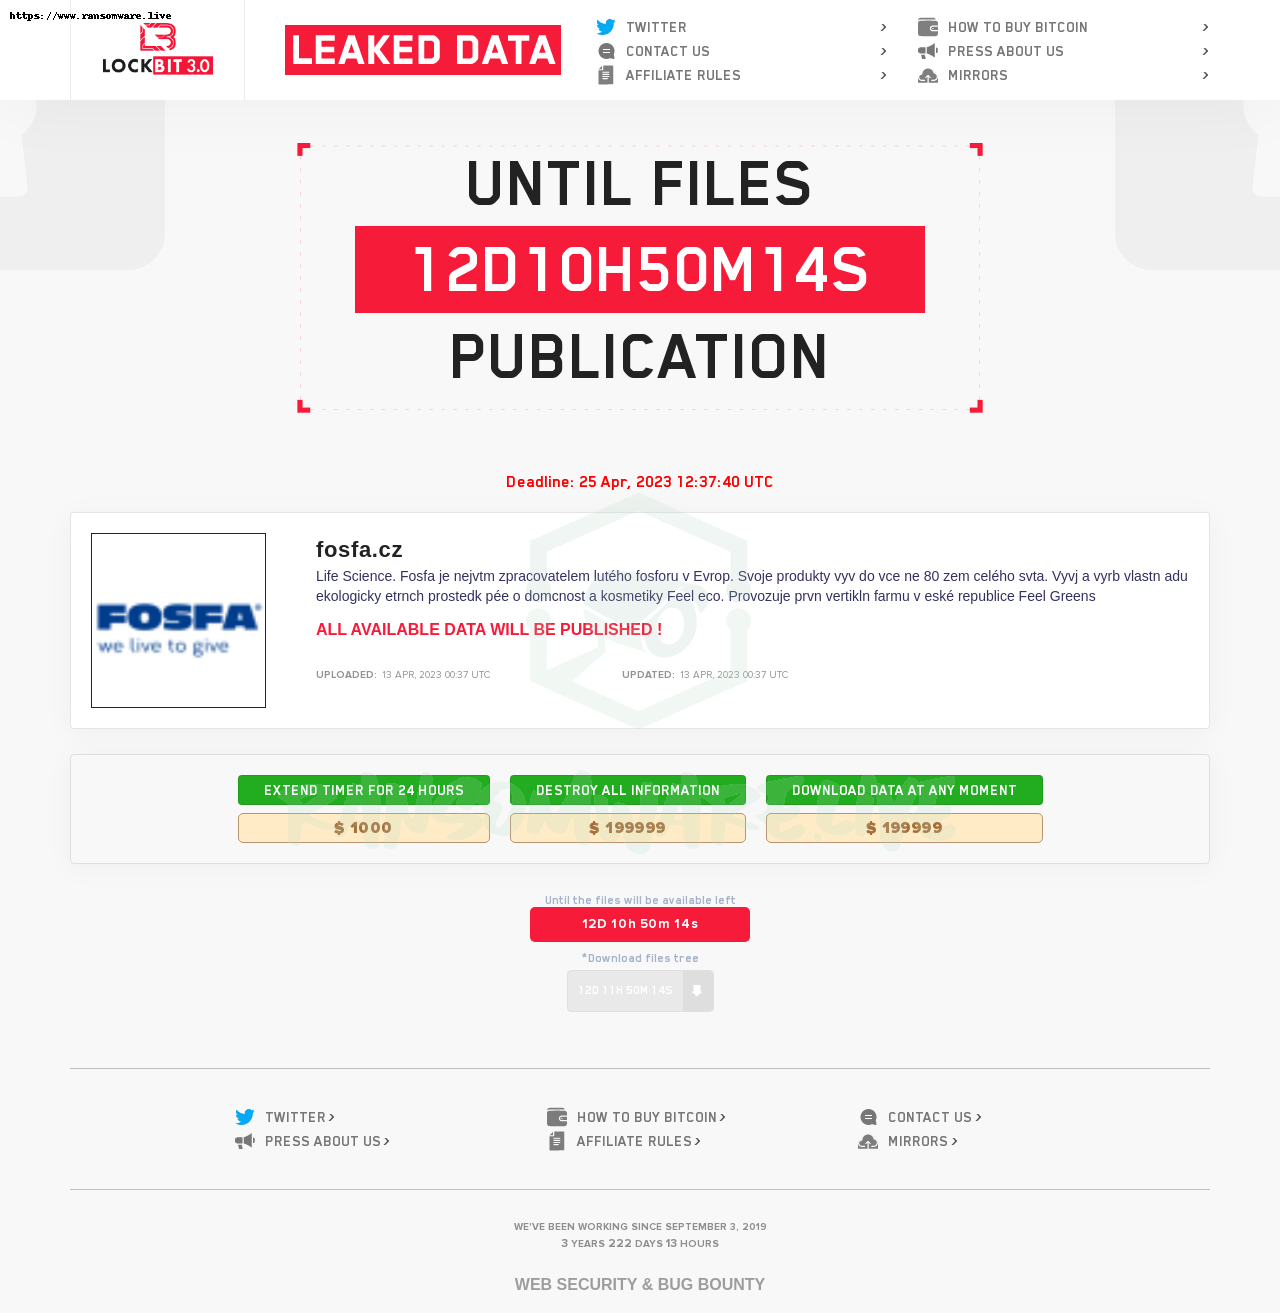 https://www.ransomware.live
LOCKBIT 3.0
LEAKED DATA
TWITTER
CONTACT US
AFFILIATE RULES
HOW TO BUY BITCOIN
PRESS ABOUT US
MIRRORS
UNTIL FILES
12D10H50M14S
PUBLICATION
Deadline: 25 Apr, 2023 12:37:40 UTC
FOSFA
we live to give
fosfa.cz
Life Science. Fosfa je nejvtm zpracovatelem lutého fosforu v Evrop. Svoje produkty vyv do vce ne 80 zem celého svta. Vyvj a vyrb vlastn adu
ekologicky etrnch prostedk pée o domcnost a kosmetiky Feel eco. Provozuje prvn vertikln farmu v eské republice Feel Greens
ALL AVAILABLE DATA WILL BE PUBLISHED !
UPLOADED: 13 APR, 2023 00:37 UTC
UPDATED: 13 APR, 2023 00:37 UTC
EXTEND TIMER FOR 24 HOURS
DESTROY ALL INFORMATION
DOWNLOAD DATA AT ANY MOMENT
$ 1000
$ 199999
$ 199999
RANSOMWARE.LIVE
Until the files will be available left
12D 10h 50m 14s
*Download files tree
12D 11H 50M 14S
TWITTER
HOW TO BUY BITCOIN
CONTACT US
PRESS ABOUT US
AFFILIATE RULES
MIRRORS
WE'VE BEEN WORKING SINCE SEPTEMBER 3, 2019
3 YEARS 222 DAYS 13 HOURS
WEB SECURITY & BUG BOUNTY